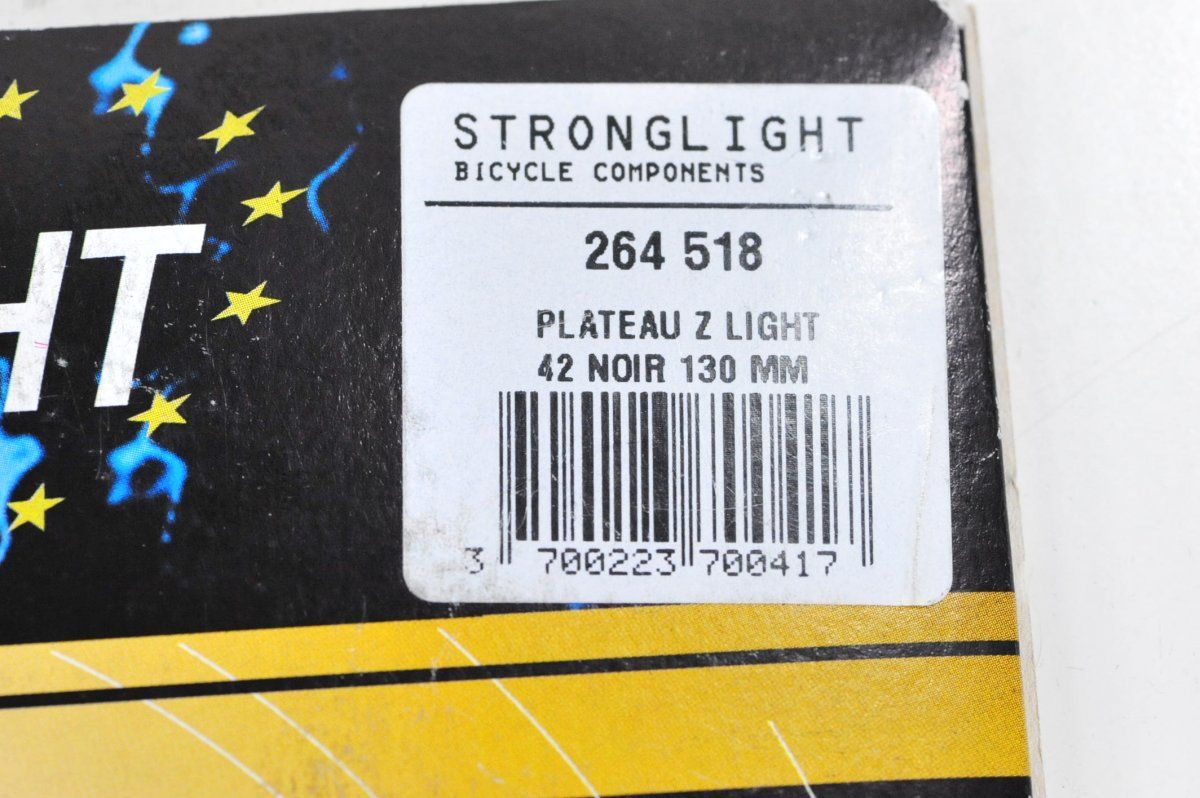 STRONGLIGHT
BICYCLE COMPONENTS
264 518
HT
PLATEAU Z LIGHT
42 NOIR 130 MM
3 700223 700417